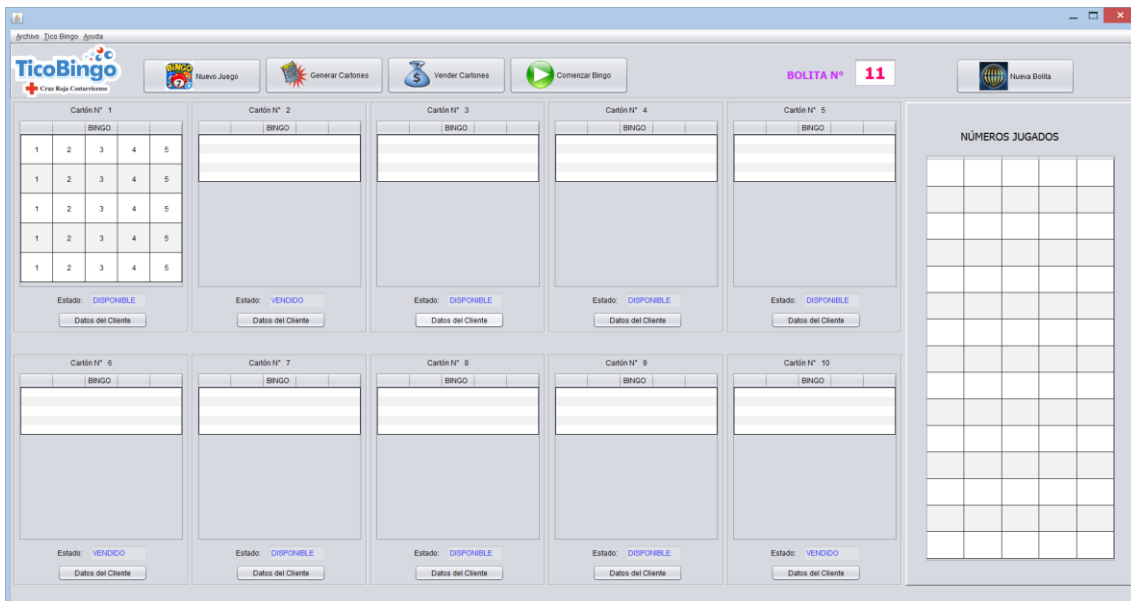 Archivo Tico Bingo Ayuda
TicoBingo
Cruz Roja Costarricense
BINGO
Nuevo Juego
Generar Cartones
$
Vender Cartones
Comenzar Bingo
BOLITA N° 11
Nueva Bolita
Cartón N° 1
BINGO
1 2 3 4 5
1 2 3 4 5
1 2 3 4 5
1 2 3 4 5
1 2 3 4 5
Estado: DISPONIBLE
Datos del Cliente
Cartón N° 2
BINGO
Estado: VENDIDO
Datos del Cliente
Cartón N° 3
BINGO
Estado: DISPONIBLE
Datos del Cliente
Cartón N° 4
BINGO
Estado: DISPONIBLE
Datos del Cliente
Cartón N° 5
BINGO
Estado: DISPONIBLE
Datos del Cliente
Cartón N° 6
BINGO
Estado: VENDIDO
Datos del Cliente
Cartón N° 7
BINGO
Estado: DISPONIBLE
Datos del Cliente
Cartón N° 8
BINGO
Estado: DISPONIBLE
Datos del Cliente
Cartón N° 9
BINGO
Estado: DISPONIBLE
Datos del Cliente
Cartón N° 10
BINGO
Estado: VENDIDO
Datos del Cliente
NÚMEROS JUGADOS